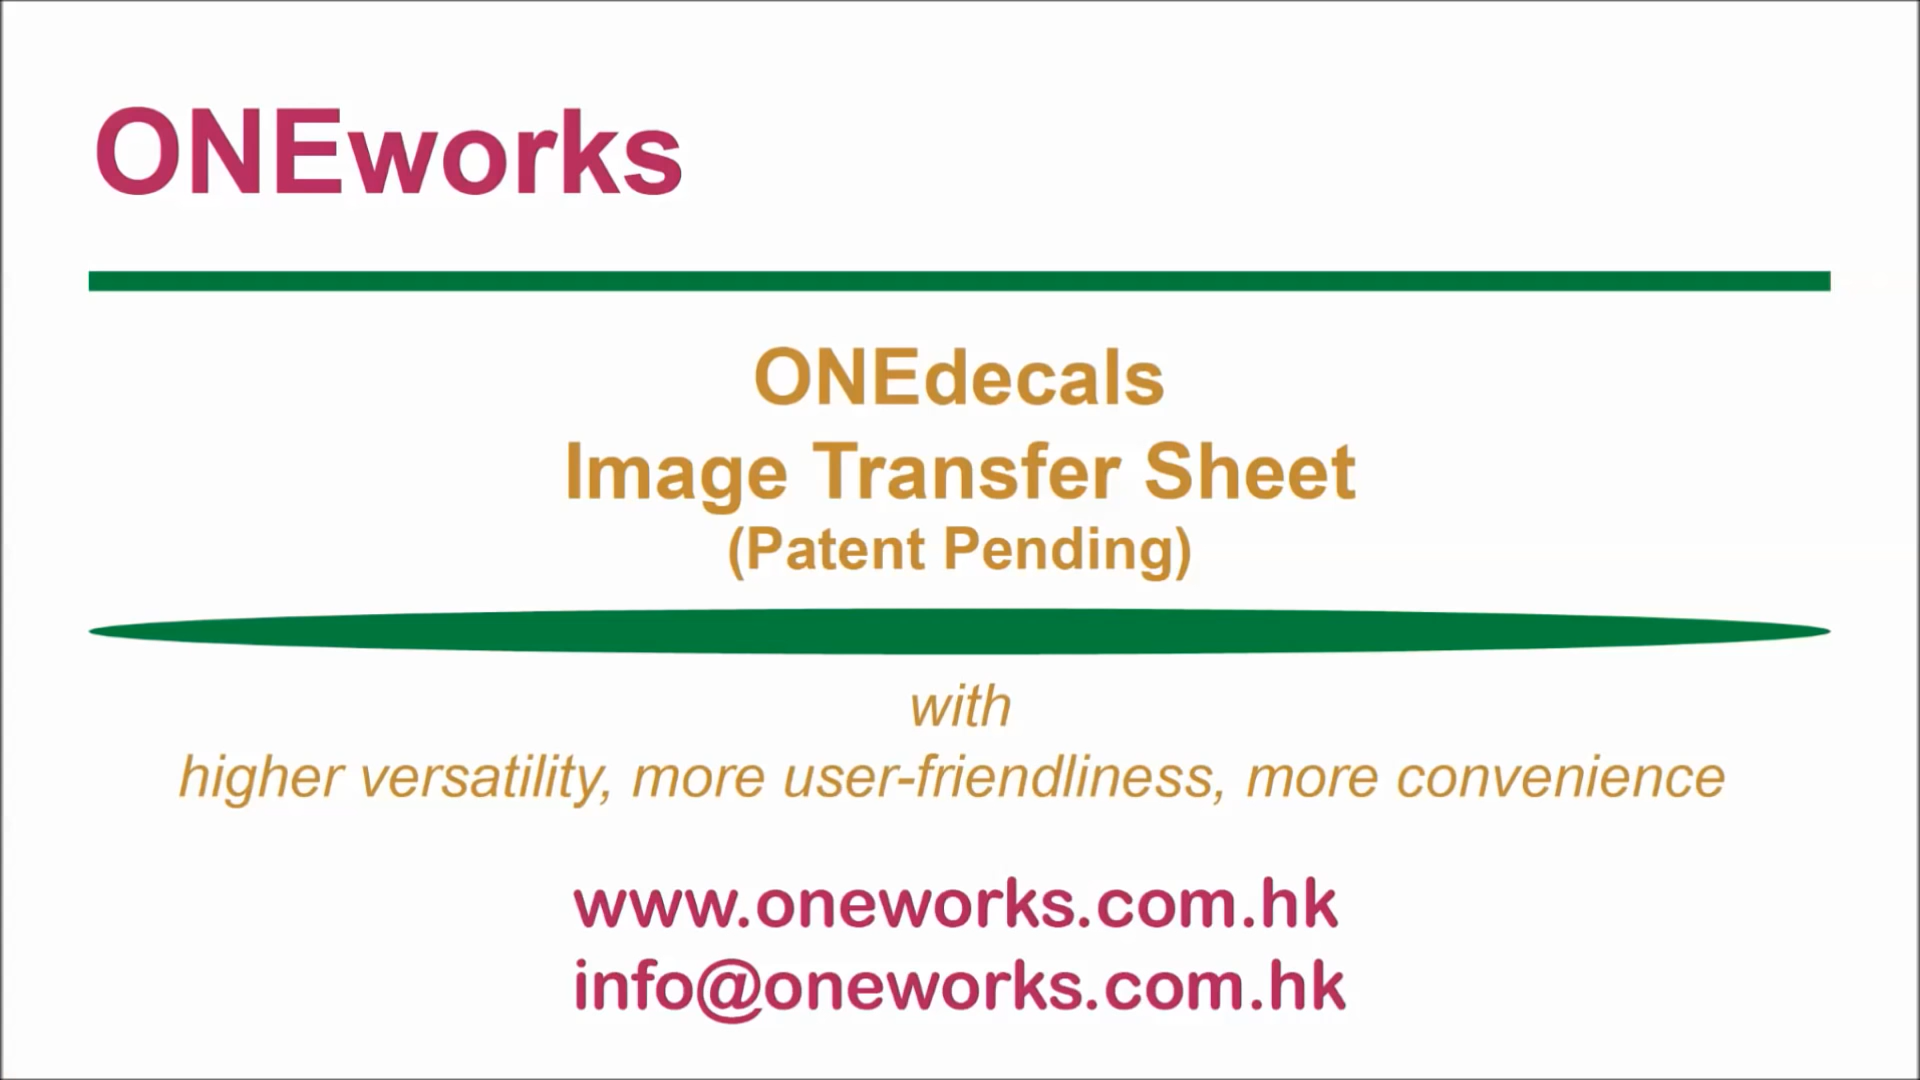 ONEworks
ONEdecals
Image Transfer Sheet
(Patent Pending)
with
higher versatility, more user-friendliness, more convenience
www.oneworks.com.hk
info@oneworks.com.hk